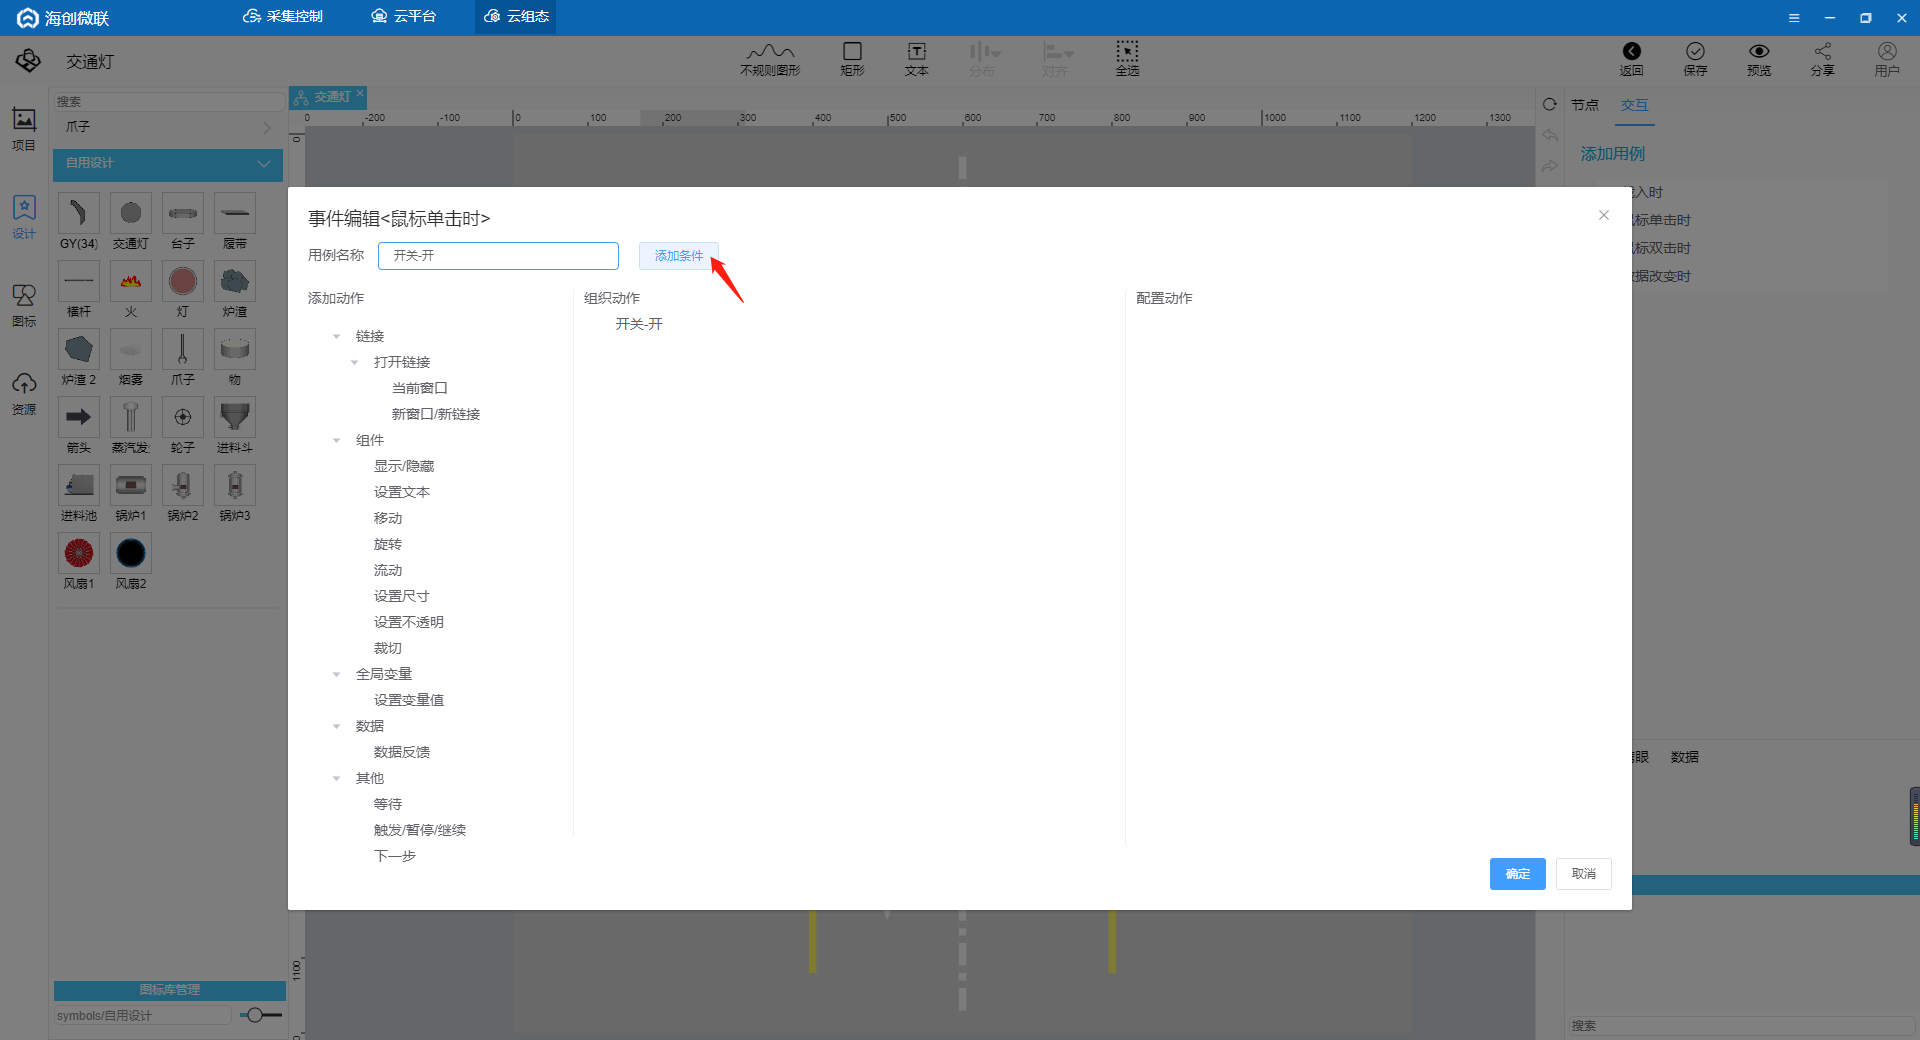 海创微联
采集控制
云平台
云组态
交通灯
不规则图形
矩形
文本
分布
对齐
全选
返回
保存
预览
分享
用户
项目
设计
图标
资源
搜索
爪子
自用设计
GY(34)
交通灯
台子
履带
横杆
火
灯
炉渣
炉渣 2
烟雾
爪子
物
箭头
蒸汽发
轮子
进料斗
进料池
锅炉1
锅炉2
锅炉3
风扇1
风扇2
图标库管理
symbols/自用设计
交通灯
0
-200
-100
0
100
200
300
400
500
600
700
800
900
1000
1100
1200
1300
0
1100
节点
交互
添加用例
入时
标单击时
标双击时
据改变时
事件编辑<鼠标单击时>
用例名称
开关-开
添加条件
添加动作
链接
打开链接
当前窗口
新窗口/新链接
组件
显示/隐藏
设置文本
移动
旋转
流动
设置尺寸
设置不透明
裁切
全局变量
设置变量值
数据
数据反馈
其他
等待
触发/暂停/继续
下一步
组织动作
开关-开
配置动作
确定
取消
眼
数据
搜索